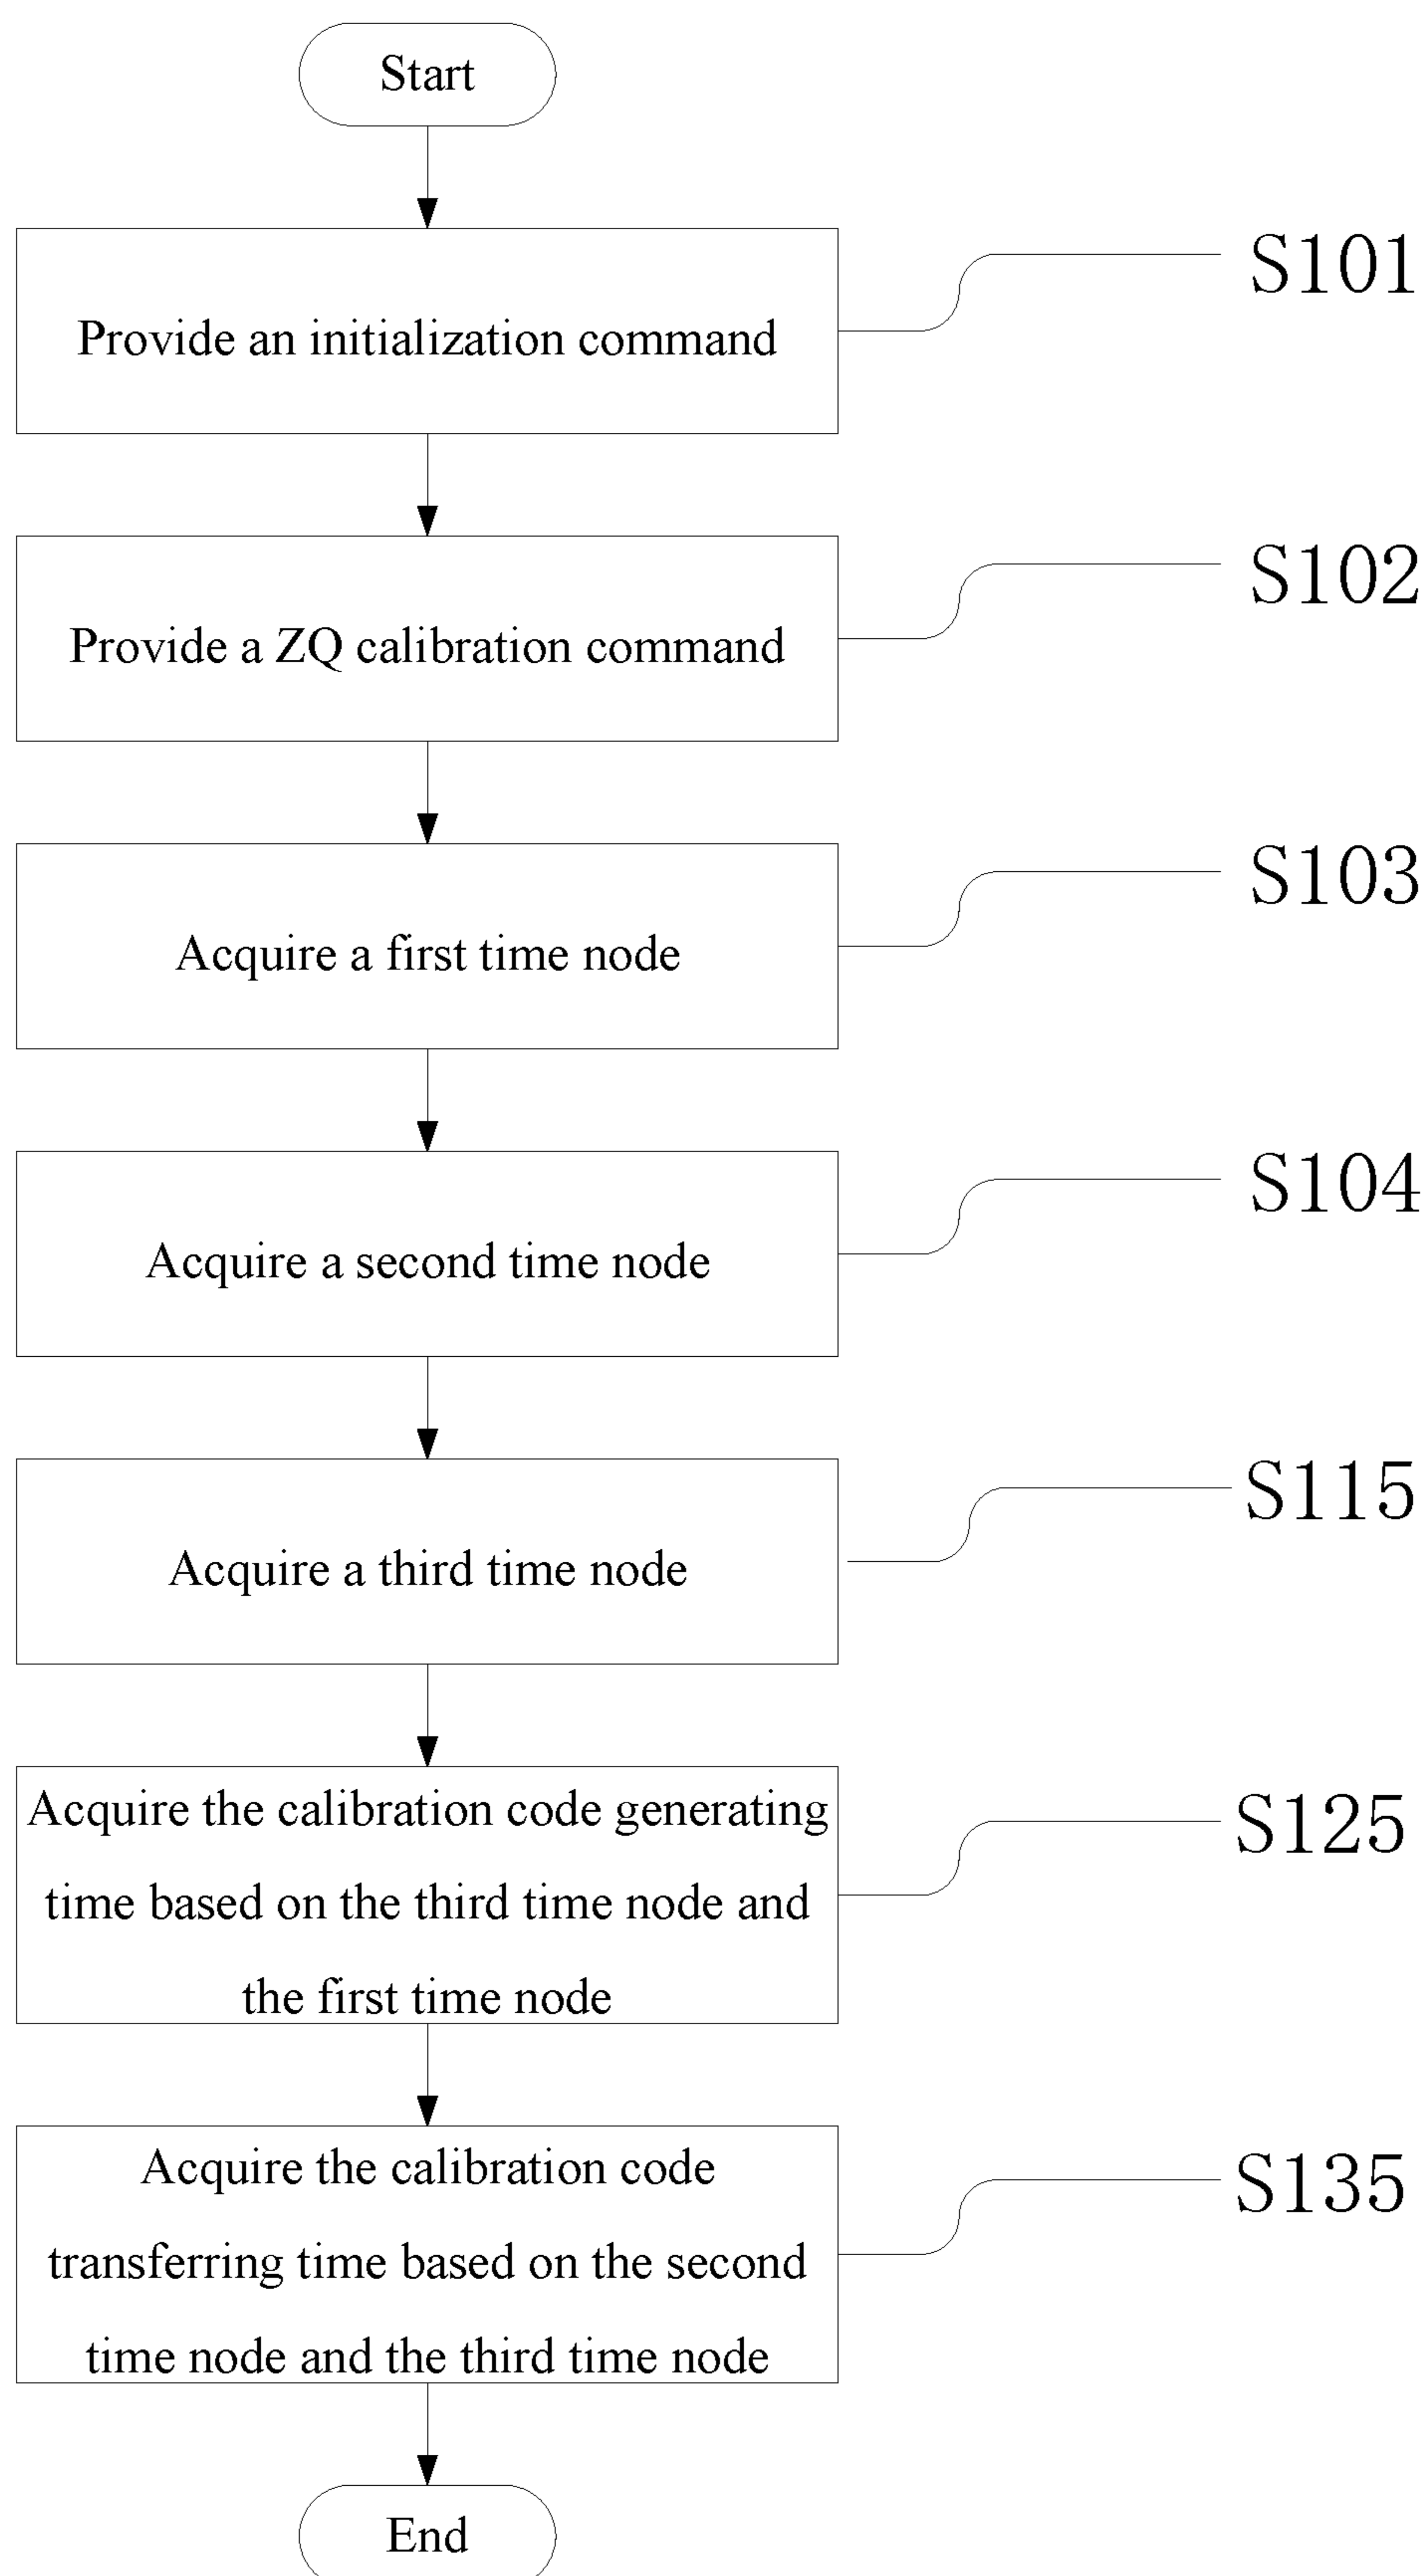 Start
Provide an initialization command
S101
Provide a ZQ calibration command
S102
Acquire a first time node
S103
Acquire a second time node
S104
Acquire a third time node
S115
Acquire the calibration code generating
time based on the third time node and
the first time node
S125
Acquire the calibration code
transferring time based on the second
time node and the third time node
S135
End